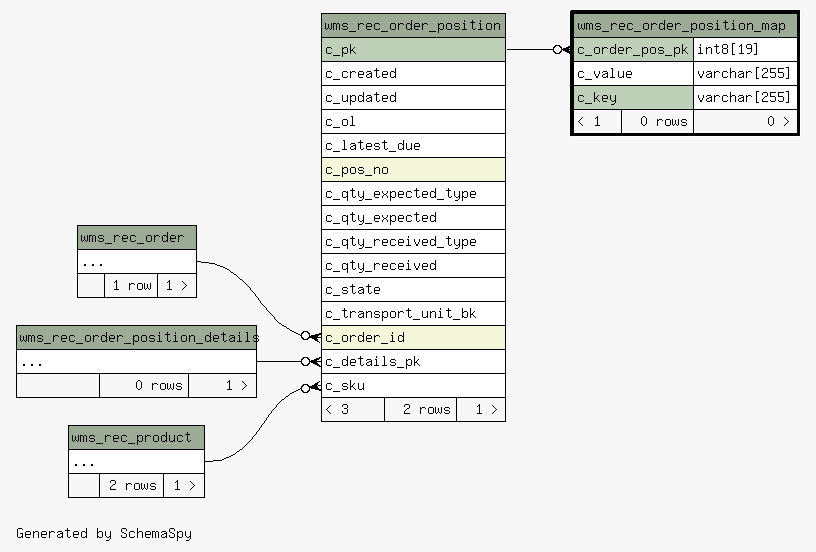 wms_rec_order_position
c_pk
c_created
c_updated
c_ol
c_latest_due
c_pos_no
c_qty_expected_type
c_qty_expected
c_qty_received_type
c_qty_received
c_state
c_transport_unit_bk
c_order_id
c_details_pk
c_sku
< 3 2 rows 1 >
wms_rec_order_position_map
c_order_pos_pk int8[19]
c_value varchar[255]
c_key varchar[255]
< 1 0 rows 0 >
wms_rec_order
...
1 row 1 >
wms_rec_order_position_details
...
0 rows 1 >
wms_rec_product
...
2 rows 1 >
Generated by SchemaSpy